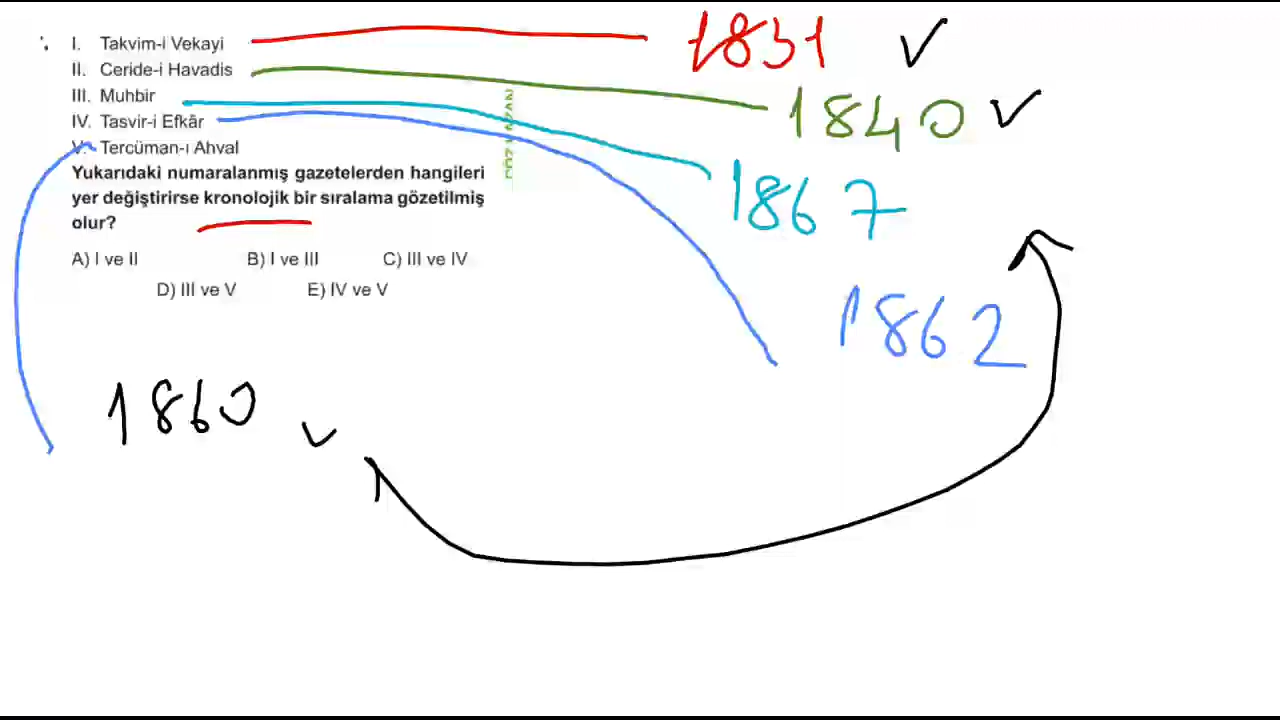 I. Takvim-i Vekayi 1831
II. Ceride-i Havadis 1840
III. Muhbir 1867
IV. Tasvir-i Efkâr 1862
V. Tercüman-ı Ahval
Yukarıdaki numaralanmış gazetelerden hangileri
yer değiştirirse kronolojik bir sıralama gözetilmiş
olur?
A) I ve II B) I ve III C) III ve IV
D) III ve V E) IV ve V
1860